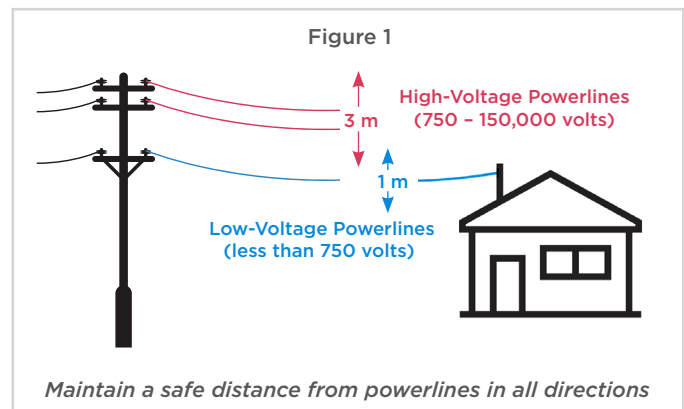 Figure 1
High-Voltage Powerlines
(750 – 150,000 volts)
3 m
1 m
Low-Voltage Powerlines
(less than 750 volts)
Maintain a safe distance from powerlines in all directions